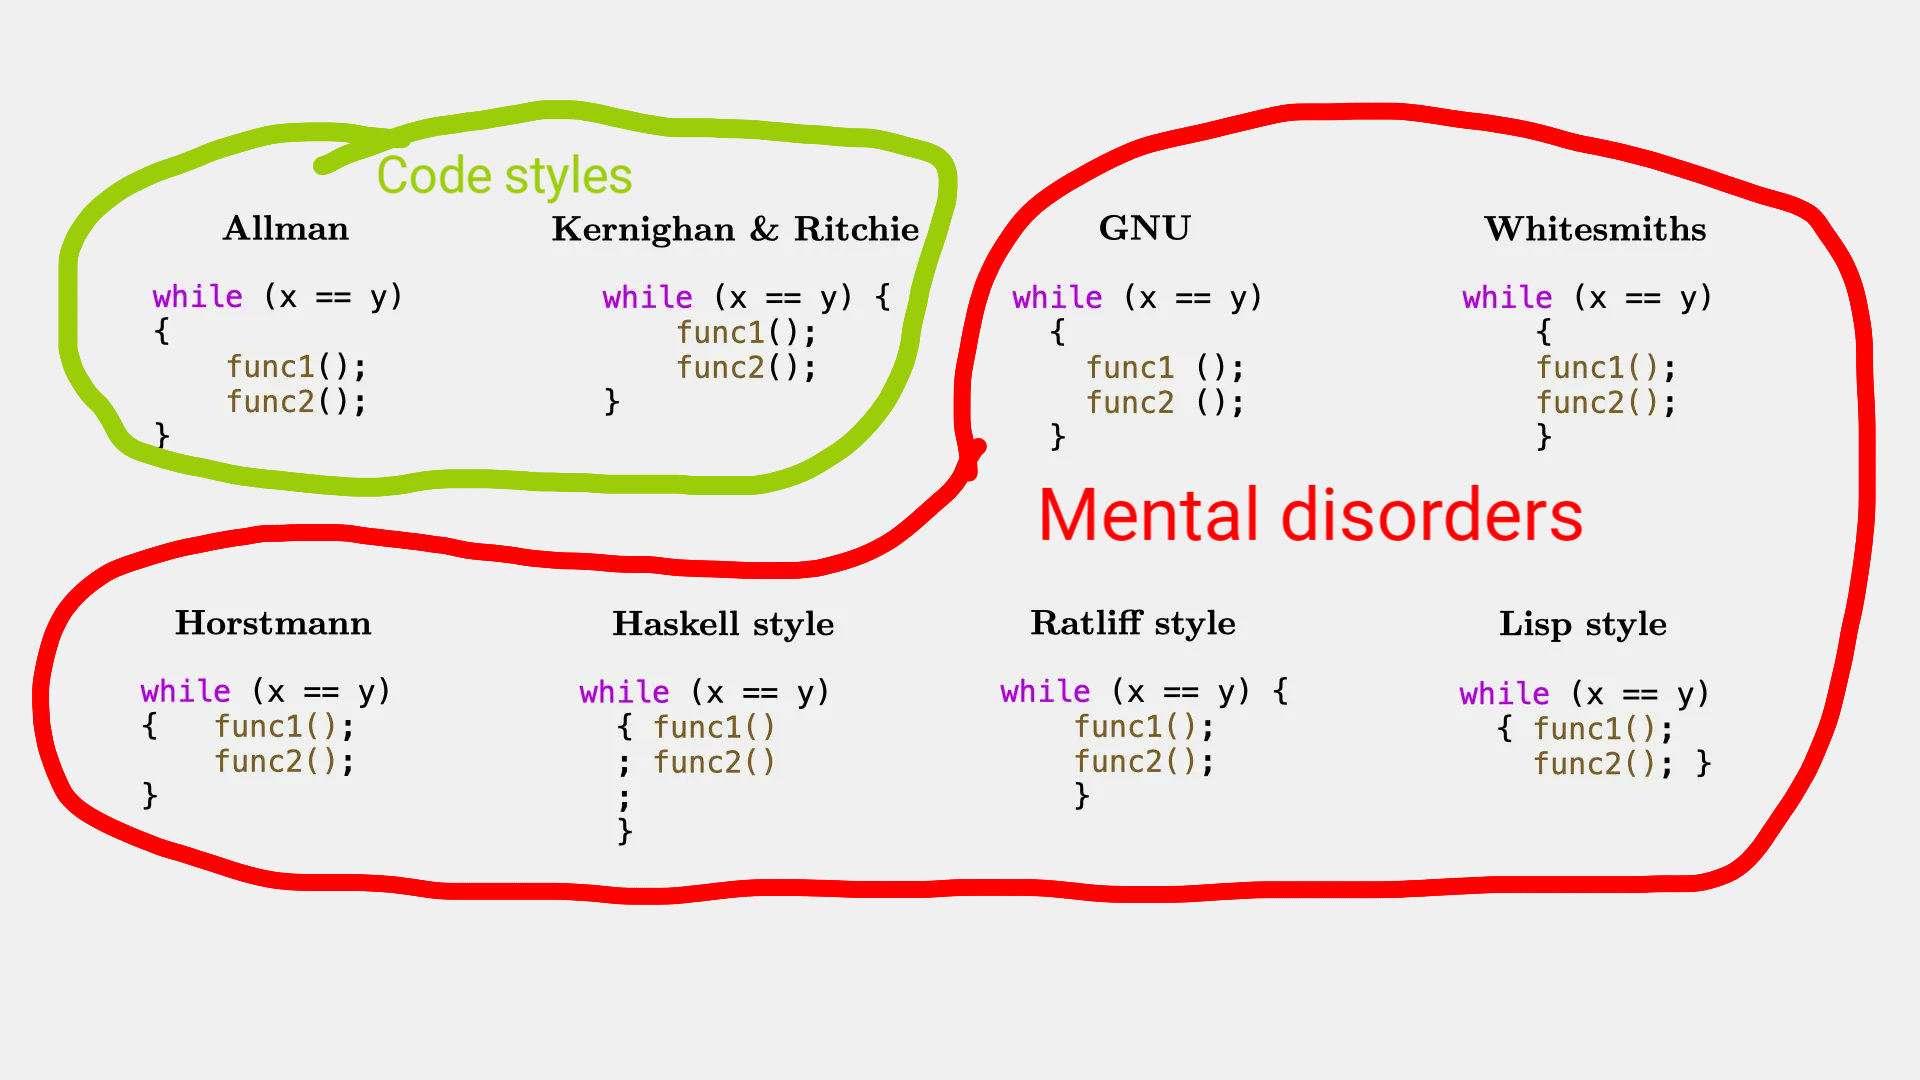 Code styles
Allman
while (x == y)
{
    func1();
    func2();
}
Kernighan & Ritchie
while (x == y) {
    func1();
    func2();
}
GNU
while (x == y)
  {
    func1 ();
    func2 ();
  }
Whitesmiths
while (x == y)
    {
    func1();
    func2();
    }
Mental disorders
Horstmann
while (x == y)
{   func1();
    func2();
}
Haskell style
while (x == y)
  { func1()
  ; func2()
  ;
  }
Ratliff style
while (x == y) {
    func1();
    func2();
    }
Lisp style
while (x == y)
  { func1();
    func2(); }